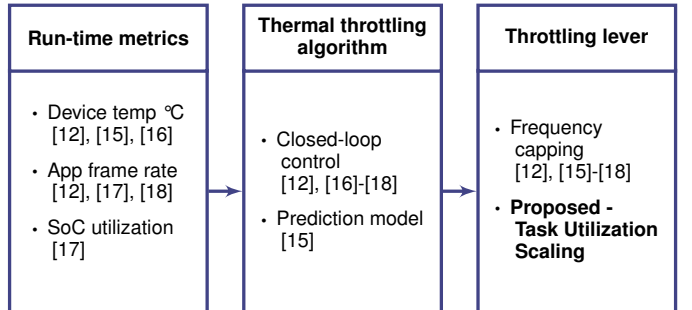 Run-time metrics
• Device temp °C
[12], [15], [16]
• App frame rate
[12], [17], [18]
• SoC utilization
[17]
Thermal throttling
algorithm
• Closed-loop
control
[12], [16]-[18]
• Prediction model
[15]
Throttling lever
• Frequency
capping
[12], [15]-[18]
• Proposed -
Task Utilization
Scaling